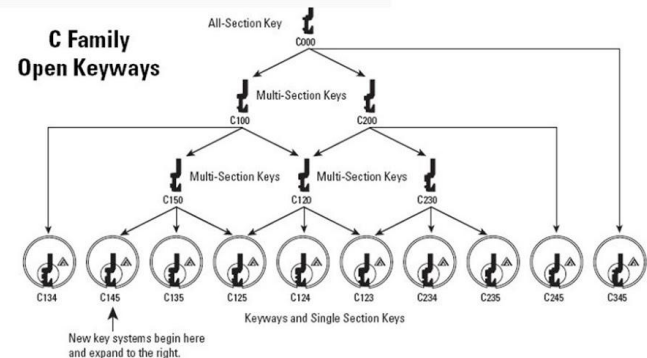 C Family
Open Keyways
All-Section Key
C000
Multi-Section Keys
C100
C200
Multi-Section Keys
Multi-Section Keys
C150
C120
C230
C134
C145
C135
C125
C124
C123
C234
C235
C245
C345
Keyways and Single Section Keys
New key systems begin here
and expand to the right.